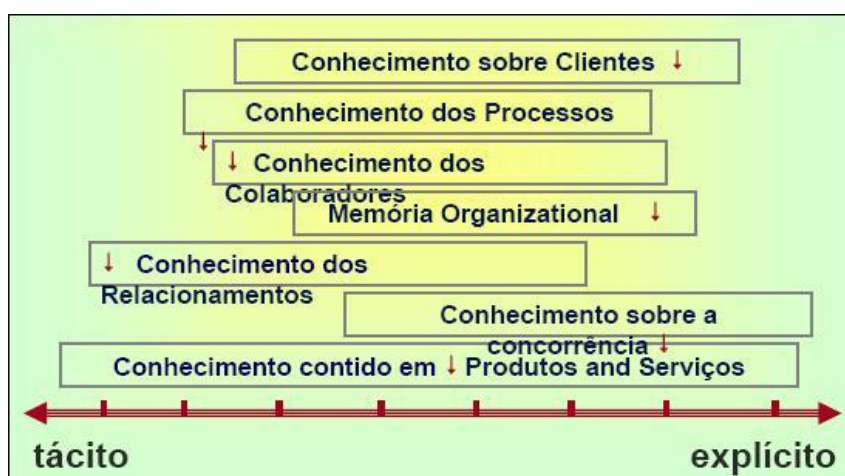 Conhecimento sobre Clientes ↓
Conhecimento dos Processos
↓
↓ Conhecimento dos
Colaboradores
Memória Organizational ↓
↓ Conhecimento dos
Relacionamentos
Conhecimento sobre a
concorrência ↓
Conhecimento contido em ↓ Produtos and Serviços
tácito explícito